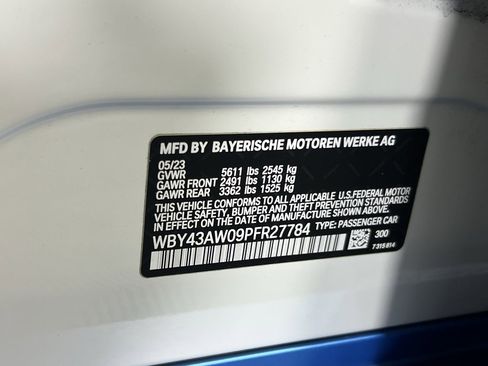 MFD BY BAYERISCHE MOTOREN WERKE AG
05/23
GVWR 5611 lbs 2545 kg
GAWR FRONT 2491 lbs 1130 kg
GAWR REAR 3362 lbs 1525 kg
THIS VEHICLE CONFORMS TO ALL APPLICABLE U.S.FEDERAL MOTOR
VEHICLE SAFETY, BUMPER, AND THEFT PREVENTION STANDARDS
IN EFFECT ON THE DATE OF MANUFACTURE SHOWN ABOVE.
WBY43AW09PFR27784 TYPE: PASSENGER CAR
300
7 315 814